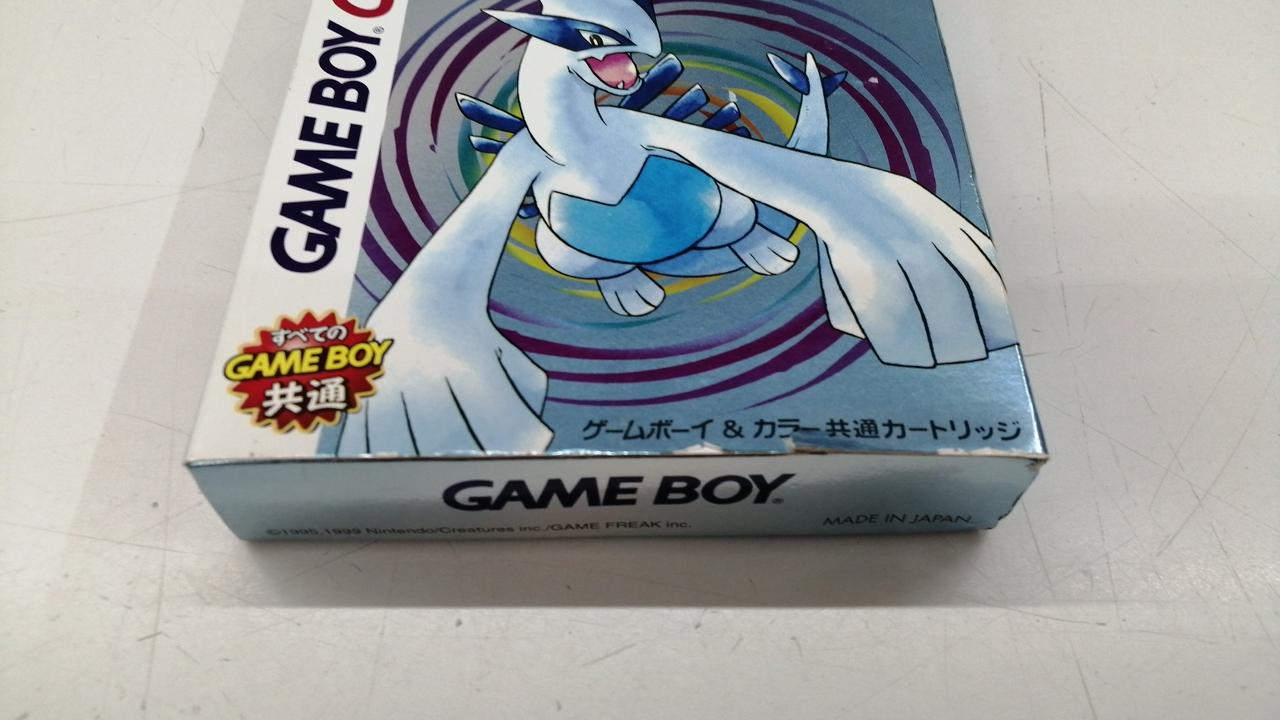 GAME BOY®
すべての
GAME BOY
共通
ゲームボーイ & カラー共通カートリッジ
GAME BOY®
©1995,1999 Nintendo/Creatures inc./GAME FREAK inc.
MADE IN JAPAN